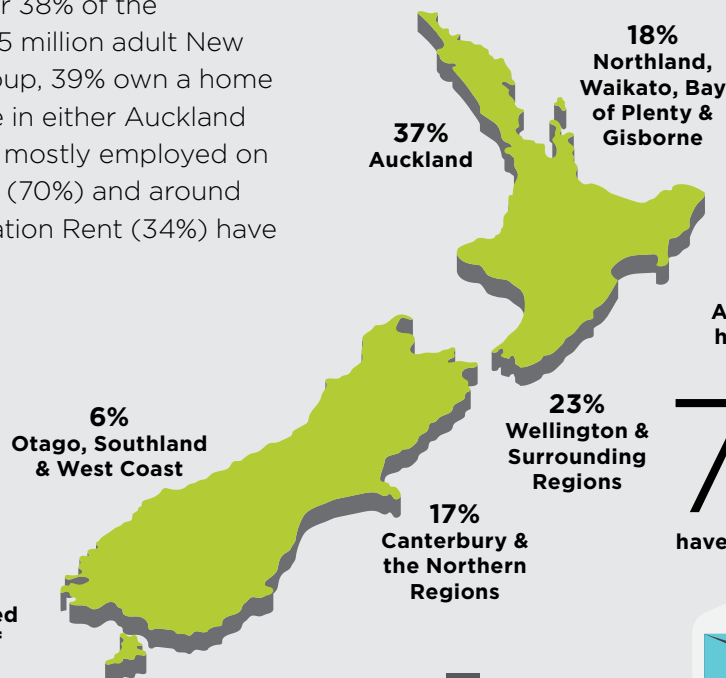 38% of the
5 million adult New
39% own a home
in either Auckland
mostly employed on
(70%) and around
Rent (34%) have
18%
Northland,
Waikato, Bay
of Plenty &
Gisborne
37%
Auckland
6%
Otago, Southland
& West Coast
23%
Wellington &
Surrounding
Regions
17%
Canterbury &
the Northern
Regions
have